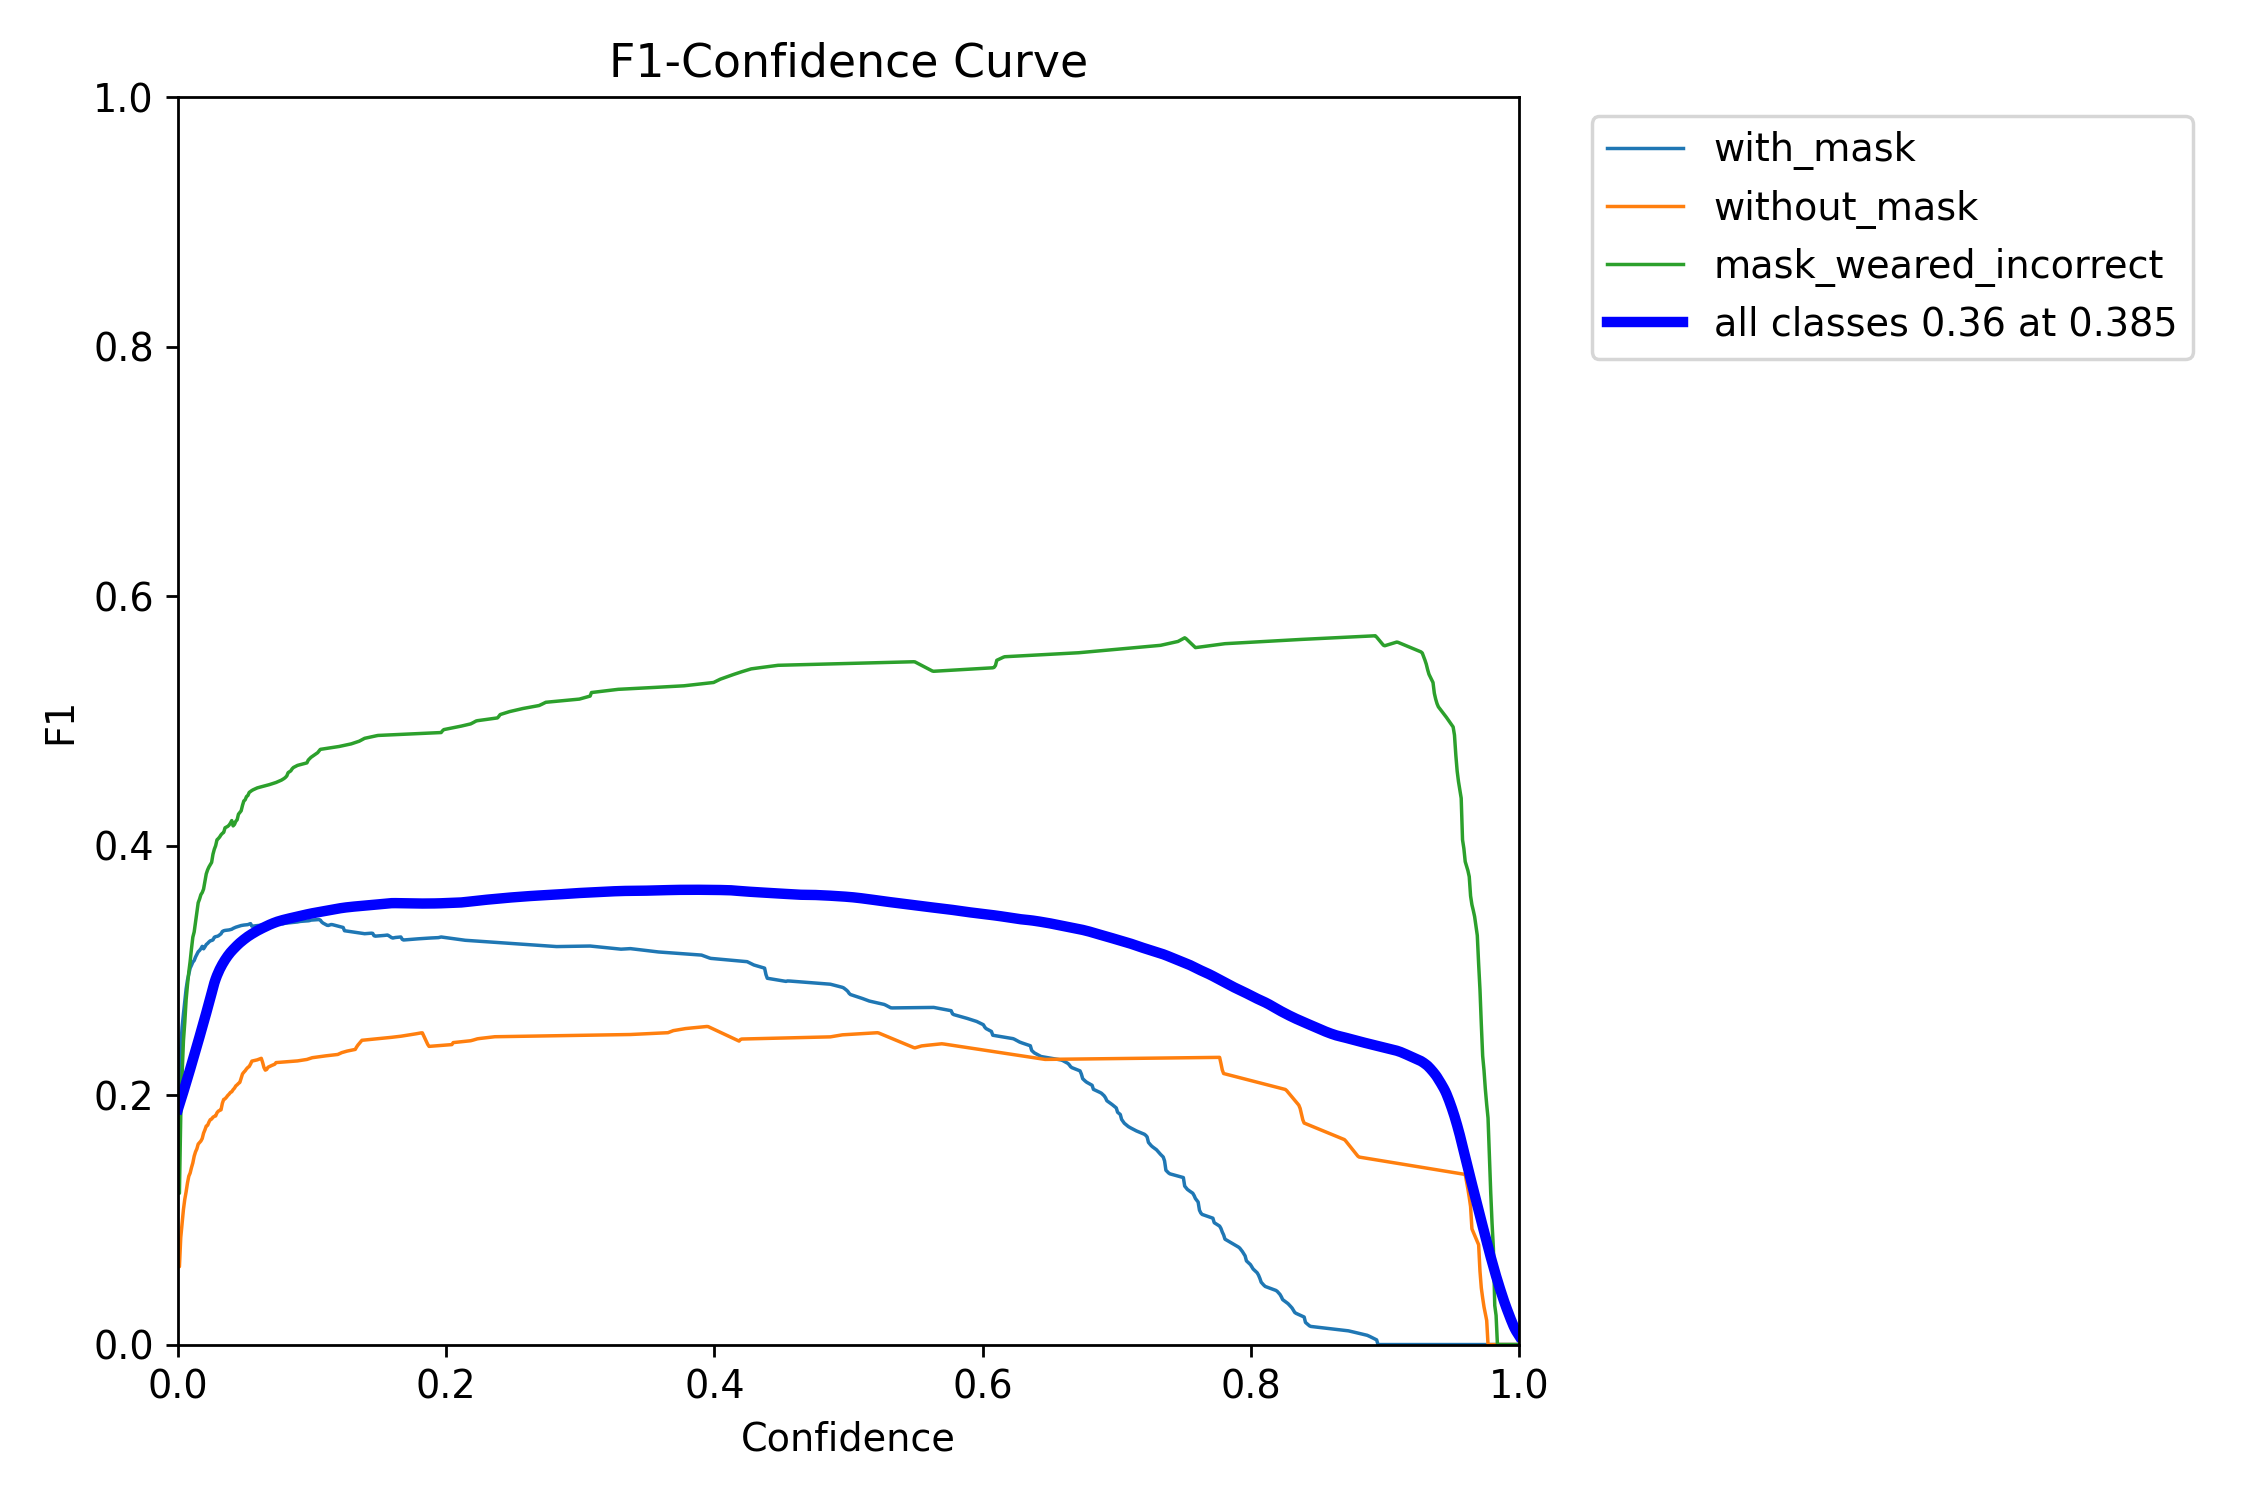 F1-Confidence Curve
1.0
0.8
0.6
0.4
0.2
0.0
F1
0.0 0.2 0.4 0.6 0.8 1.0
Confidence
with_mask
without_mask
mask_weared_incorrect
all classes 0.36 at 0.385